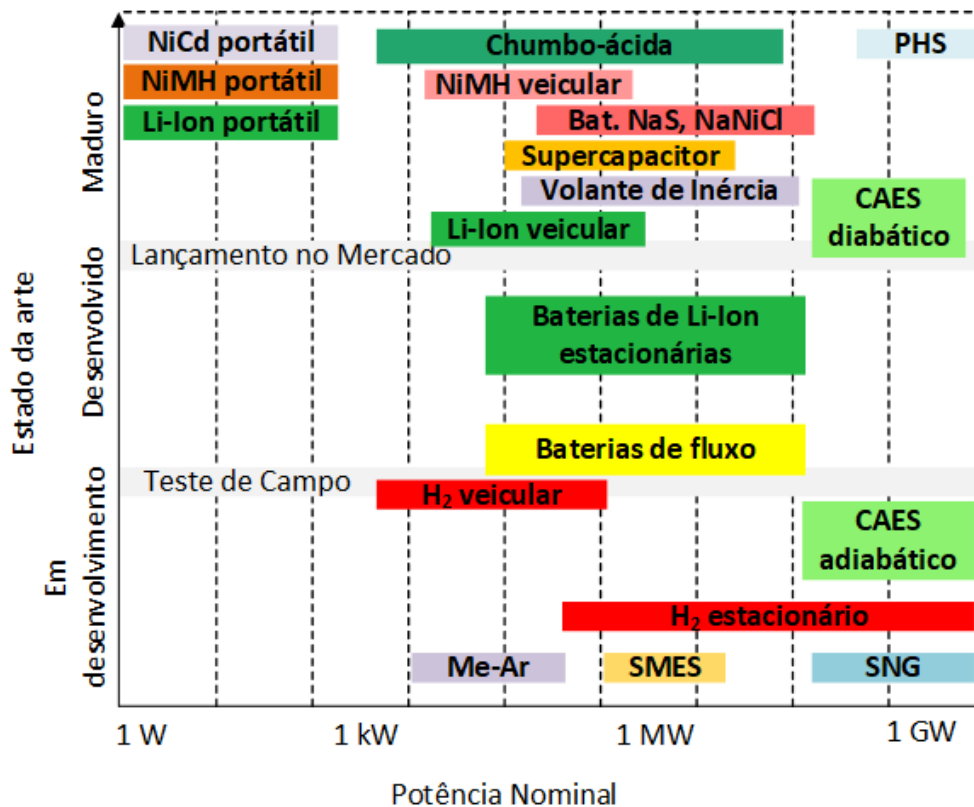 NiCd portátil
Chumbo-ácida
PHS
NiMH portátil
NiMH veicular
Li-Ion portátil
Bat. NaS, NaNiCl
Supercapacitor
Volante de Inércia
CAES
diabático
Li-Ion veicular
Lançamento no Mercado
Baterias de Li-Ion
estacionárias
Baterias de fluxo
Teste de Campo
H₂ veicular
CAES
adiabático
H₂ estacionário
Me-Ar
SMES
SNG
Estado da arte
Maduro
Desenvolvido
Em
desenvolvimento
1 W
1 kW
1 MW
1 GW
Potência Nominal